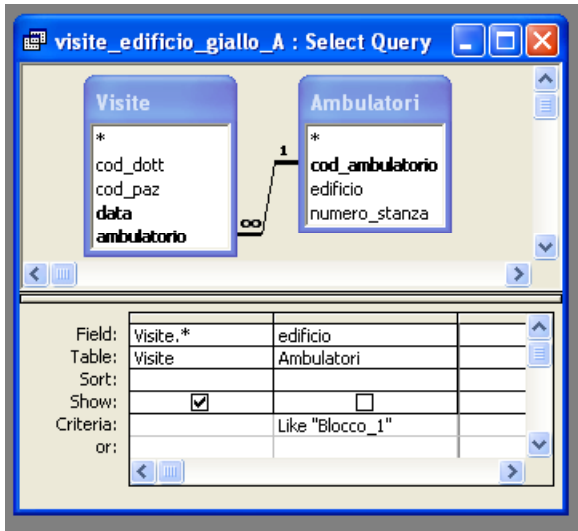 visite_edificio_giallo_A : Select Query
Visite
*
cod_dott
cod_paz
data
ambulatorio
∞
1
Ambulatori
*
cod_ambulatorio
edificio
numero_stanza
Field: Visite.* edificio
Table: Visite Ambulatori
Sort:
Show:
Criteria: Like "Blocco_1"
or: